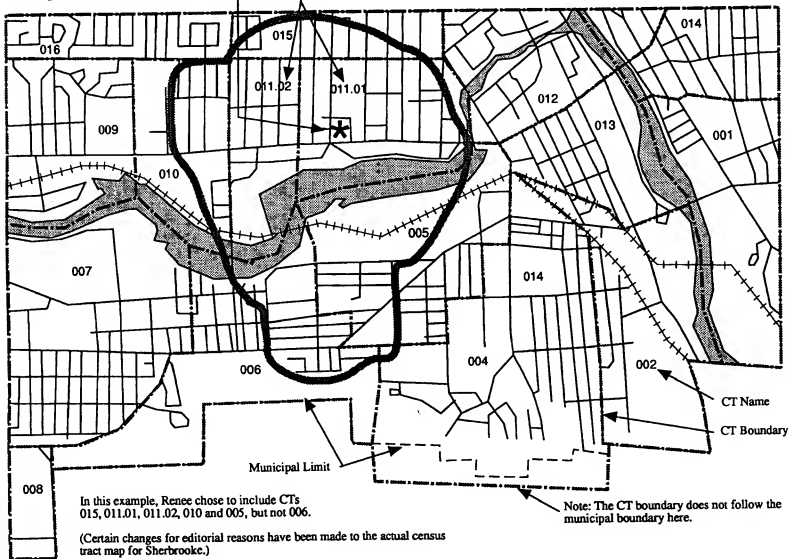 014
015
016
011.02
011.01
012
013
001
009
010
005
007
014
004
002
006
CT Name
CT Boundary
Municipal Limit
008
In this example, Renee chose to include CTs
015, 011.01, 011.02, 010 and 005, but not 006.
(Certain changes for editorial reasons have been made to the actual census
tract map for Sherbrooke.)
Note: The CT boundary does not follow the
municipal boundary here.